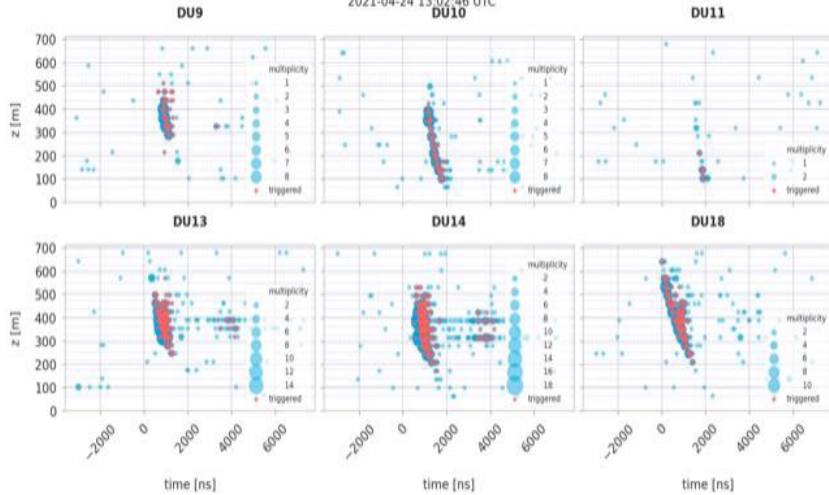 2021-04-24 13:02:46 UTC
DU9 DU10 DU11
700
600
500
400
300
200
100
0
z [m]
multiplicity
1
2
3
4
5
6
7
8
triggered
multiplicity
1
2
3
4
5
6
7
8
triggered
multiplicity
1
2
triggered
DU13 DU14 DU18
700
600
500
400
300
200
100
0
z [m]
multiplicity
2
4
6
8
10
12
14
triggered
multiplicity
2
4
6
8
10
12
14
16
18
triggered
multiplicity
2
4
6
8
10
triggered
−2000 0 2000 4000 6000 −2000 0 2000 4000 6000 −2000 0 2000 4000 6000
time [ns] time [ns] time [ns]